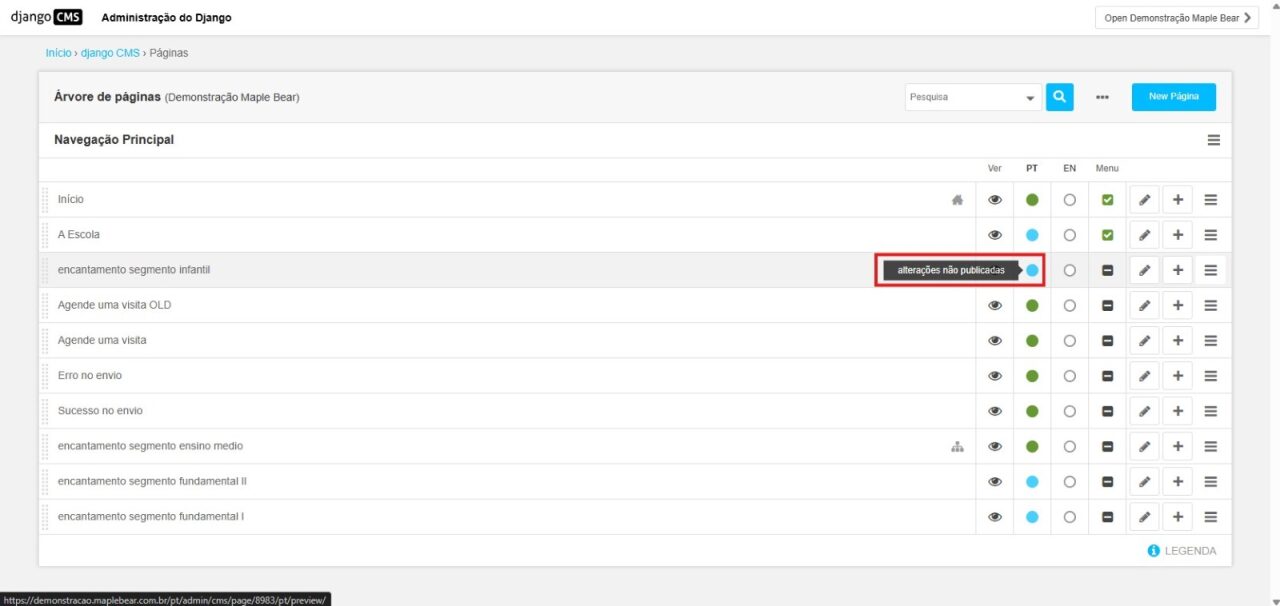 django CMS Administração do Django
Open Demonstração Maple Bear
Início › django CMS › Páginas
Árvore de páginas (Demonstração Maple Bear)
Pesquisa
New Página
Navegação Principal
Ver PT EN Menu
Início
A Escola
encantamento segmento infantil
alterações não publicadas
Agende uma visita OLD
Agende uma visita
Erro no envio
Sucesso no envio
encantamento segmento ensino medio
encantamento segmento fundamental II
encantamento segmento fundamental I
LEGENDA
https://demonstracao.maplebear.com.br/pt/admin/cms/page/8983/pt/preview/